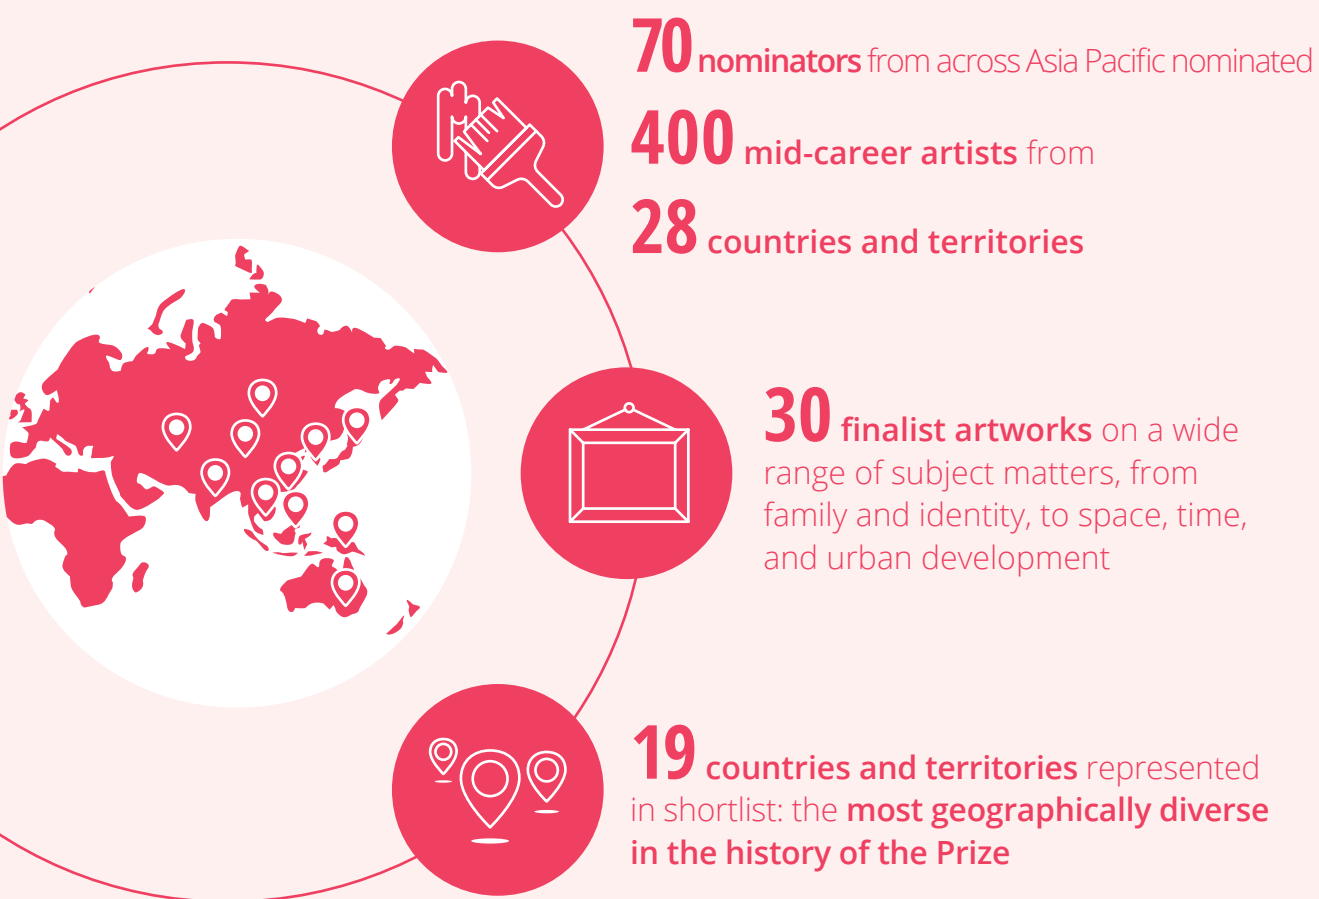 70 nominators from across Asia Pacific nominated
400 mid-career artists from
28 countries and territories
30 finalist artworks on a wide
range of subject matters, from
family and identity, to space, time,
and urban development
19 countries and territories represented
in shortlist: the most geographically diverse
in the history of the Prize